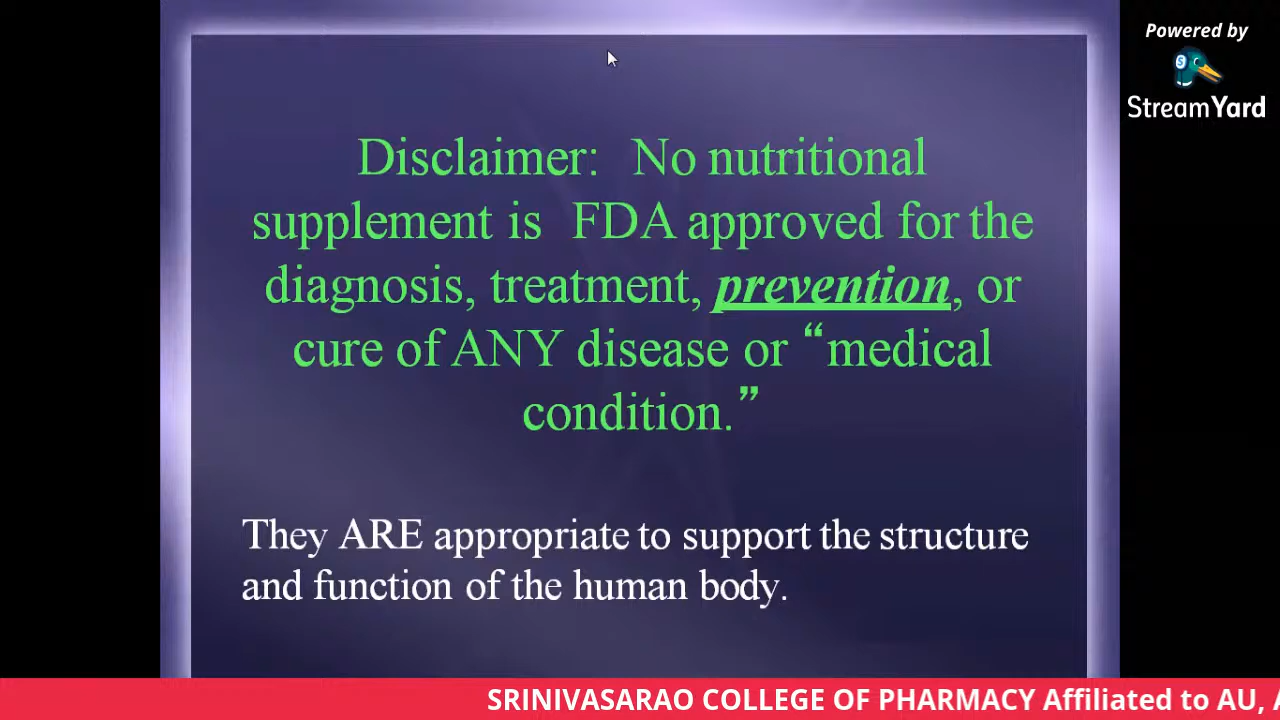 Powered by
StreamYard
Disclaimer: No nutritional
supplement is FDA approved for the
diagnosis, treatment, prevention, or
cure of ANY disease or “medical
condition.”
They ARE appropriate to support the structure
and function of the human body.
SRINIVASARAO COLLEGE OF PHARMACY Affiliated to AU,